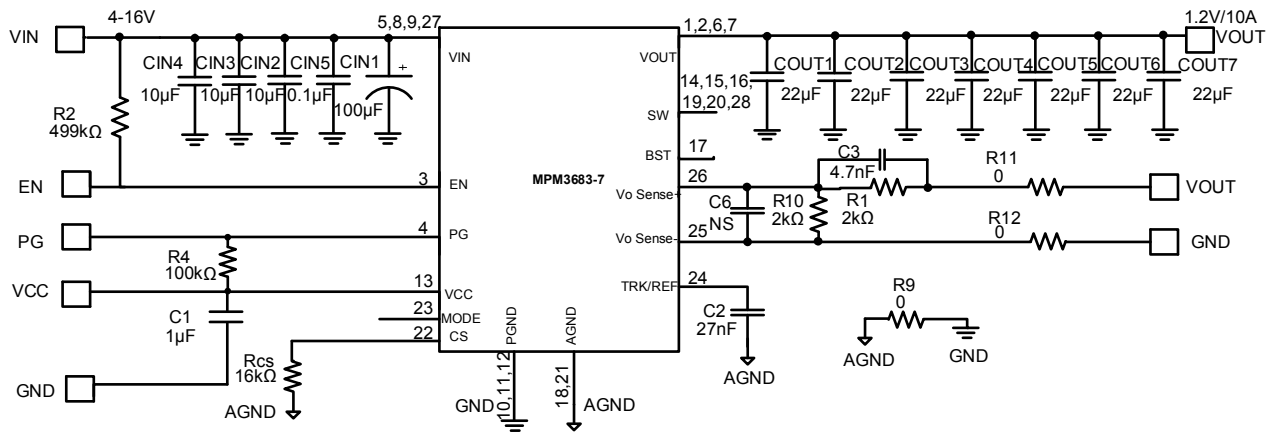 4-16V
VIN
5,8,9,27
1,2,6,7
1.2V/10A
VOUT
VIN
VOUT
CIN4
10µF
CIN3
10µF
CIN2
10µF
CIN5
0.1µF
CIN1
+
100µF
COUT1
22µF
COUT2
22µF
COUT3
22µF
COUT4
22µF
COUT5
22µF
COUT6
22µF
COUT7
22µF
14,15,16,
19,20,28
SW
R2
499kΩ
17
BST
MPM3683-7
EN
3
EN
26
Vo Sense+
C3
4.7nF
R11
0
VOUT
C6
NS
R10
2kΩ
R1
2kΩ
PG
4
PG
25
Vo Sense-
R12
0
GND
R4
100kΩ
VCC
13
VCC
24
TRK/REF
C1
1µF
23
MODE
22
CS
C2
27nF
AGND
R9
0
AGND
GND
PGND
AGND
Rcs
16kΩ
AGND
GND
GND
10,11,12
18,21
AGND